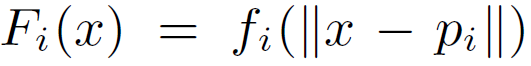 F_i(x) = f_i(‖x − p_i‖)